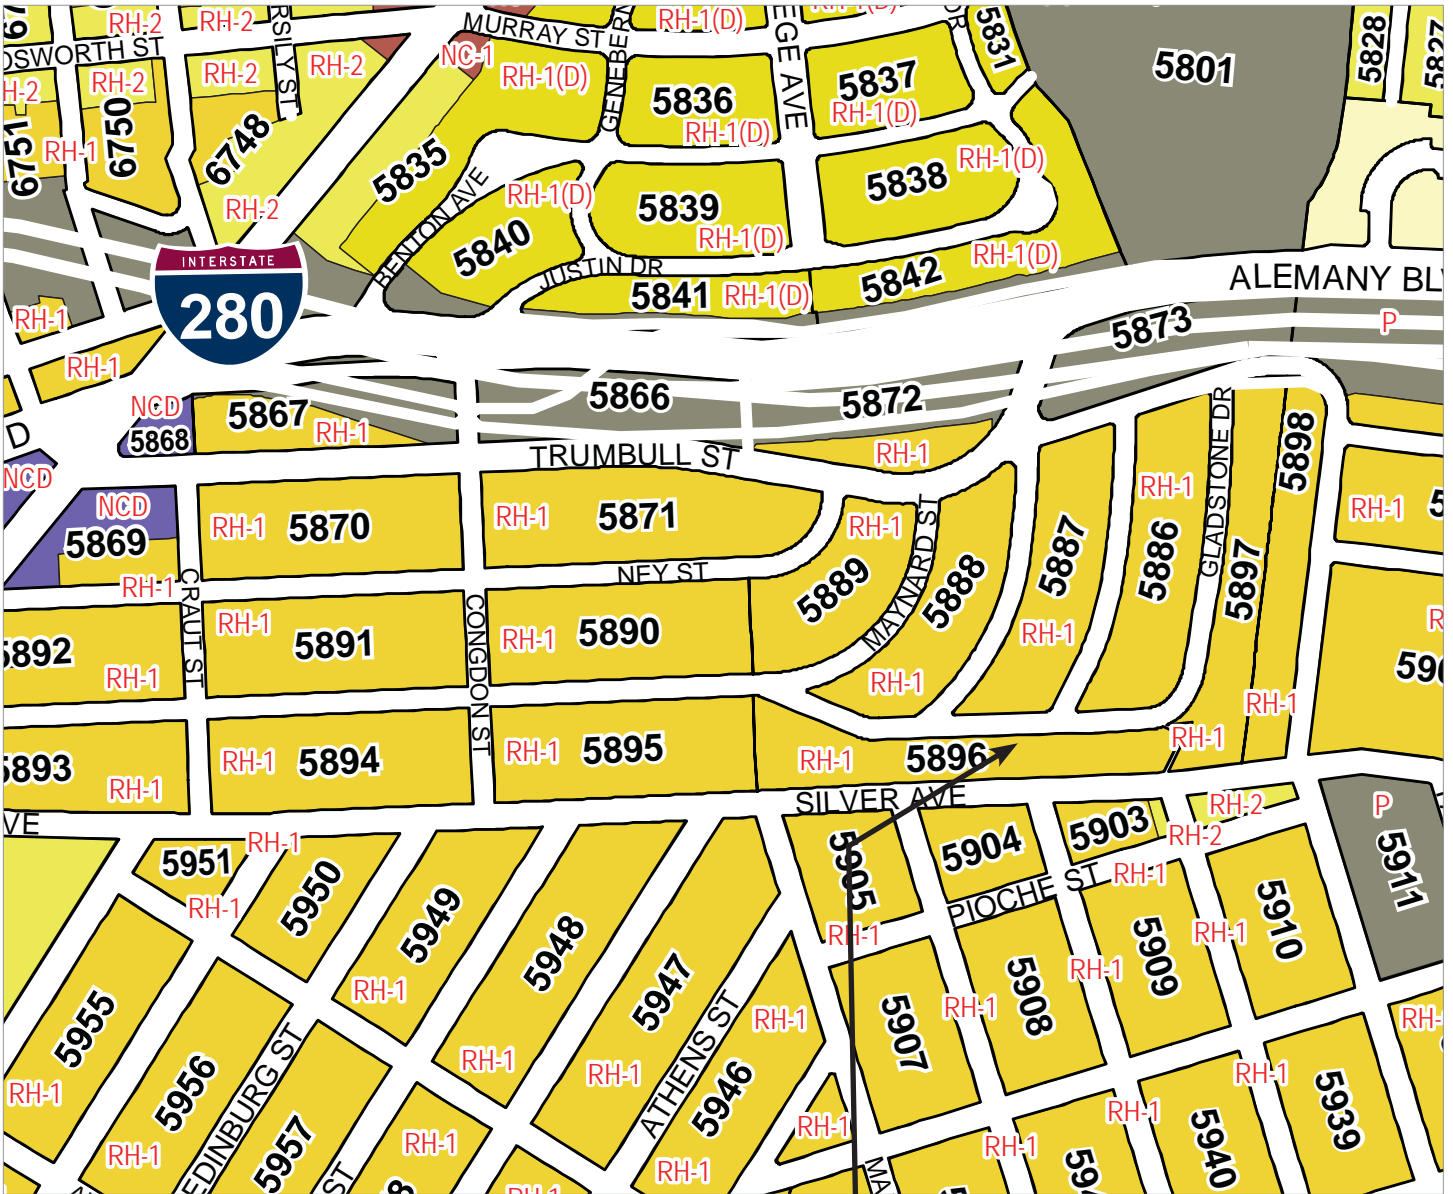 RH-2
RH-2
MURRAY ST
RH-1(D)
5831
5801
5828
5827
NC-1
RH-2
RH-2
RH-2
RH-1(D)
5836
5837
RH-1(D)
RH-1(D)
6751
RH-1
6750
6748
5835
RH-1(D)
5838
RH-1(D)
5839
RH-2
RH-1(D)
BENTON AVE
5840
JUSTIN DR
5841
RH-1(D)
5842
RH-1(D)
INTERSTATE
280
ALEMANY BL
RH-1
RH-1
5873
P
5866
5872
NCD
5868
5867
RH-1
TRUMBULL ST
RH-1
GLADSTONE DR
5898
NCD
NCD
5869
RH-1
RH-1
5870
RH-1
5871
RH-1
MAYNARD ST
5887
RH-1
5886
5897
RH-1
NEY ST
5889
5888
CRAUT ST
CONGDON ST
5892
RH-1
RH-1
5891
RH-1
5890
RH-1
RH-1
RH-1
5893
RH-1
RH-1
5894
RH-1
5895
RH-1
5896
RH-1
SILVER AVE
RH-2
P
VE
5951
RH-1
RH-1
5950
5949
RH-1
5948
5947
RH-1
RH-1
5905
RH-1
5904
5903
RH-2
PIOCHE ST
RH-1
5911
5910
RH-1
5909
RH-1
5908
RH-1
5907
RH-1
5955
RH-1
5956
RH-1
EDINBURG ST
5957
RH-1
ATHENS ST
5946
RH-1
RH-1
RH-1
RH-1
5940
RH-1
5939